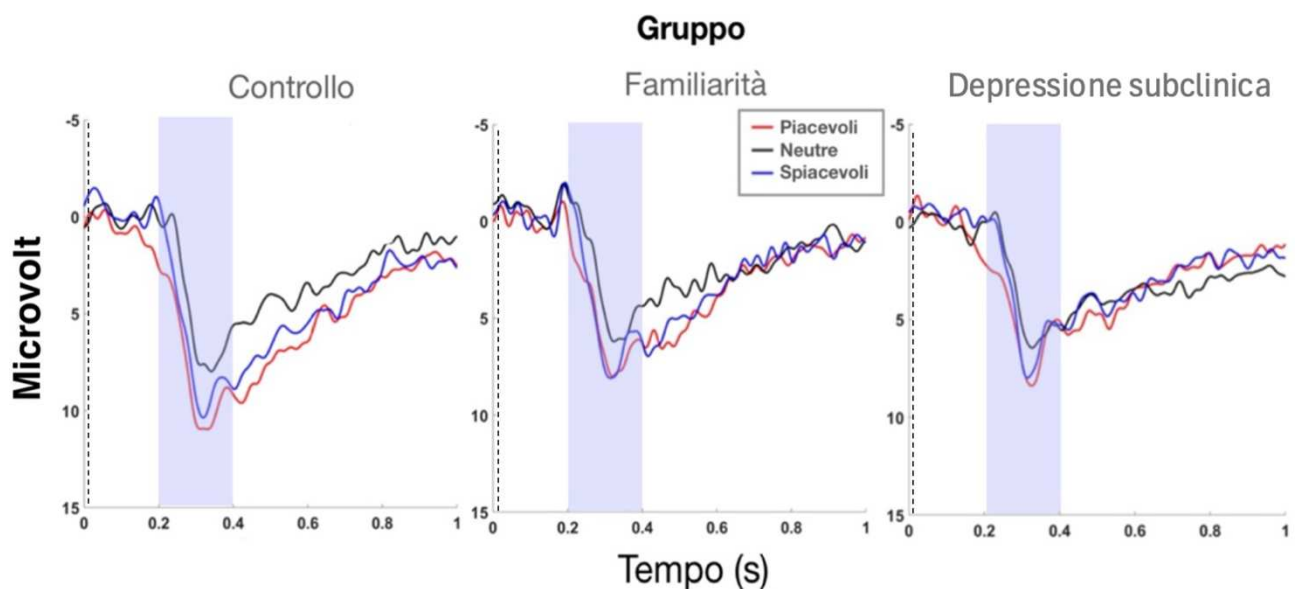 Gruppo
Controllo
Familiarità
Depressione subclinica
Piacevoli
Neutre
Spiacevoli
Microvolt
-5
0
5
10
15
0 0.2 0.4 0.6 0.8 1
-5
0
5
10
15
0 0.2 0.4 0.6 0.8 1
-5
0
5
10
15
0 0.2 0.4 0.6 0.8 1
Tempo (s)